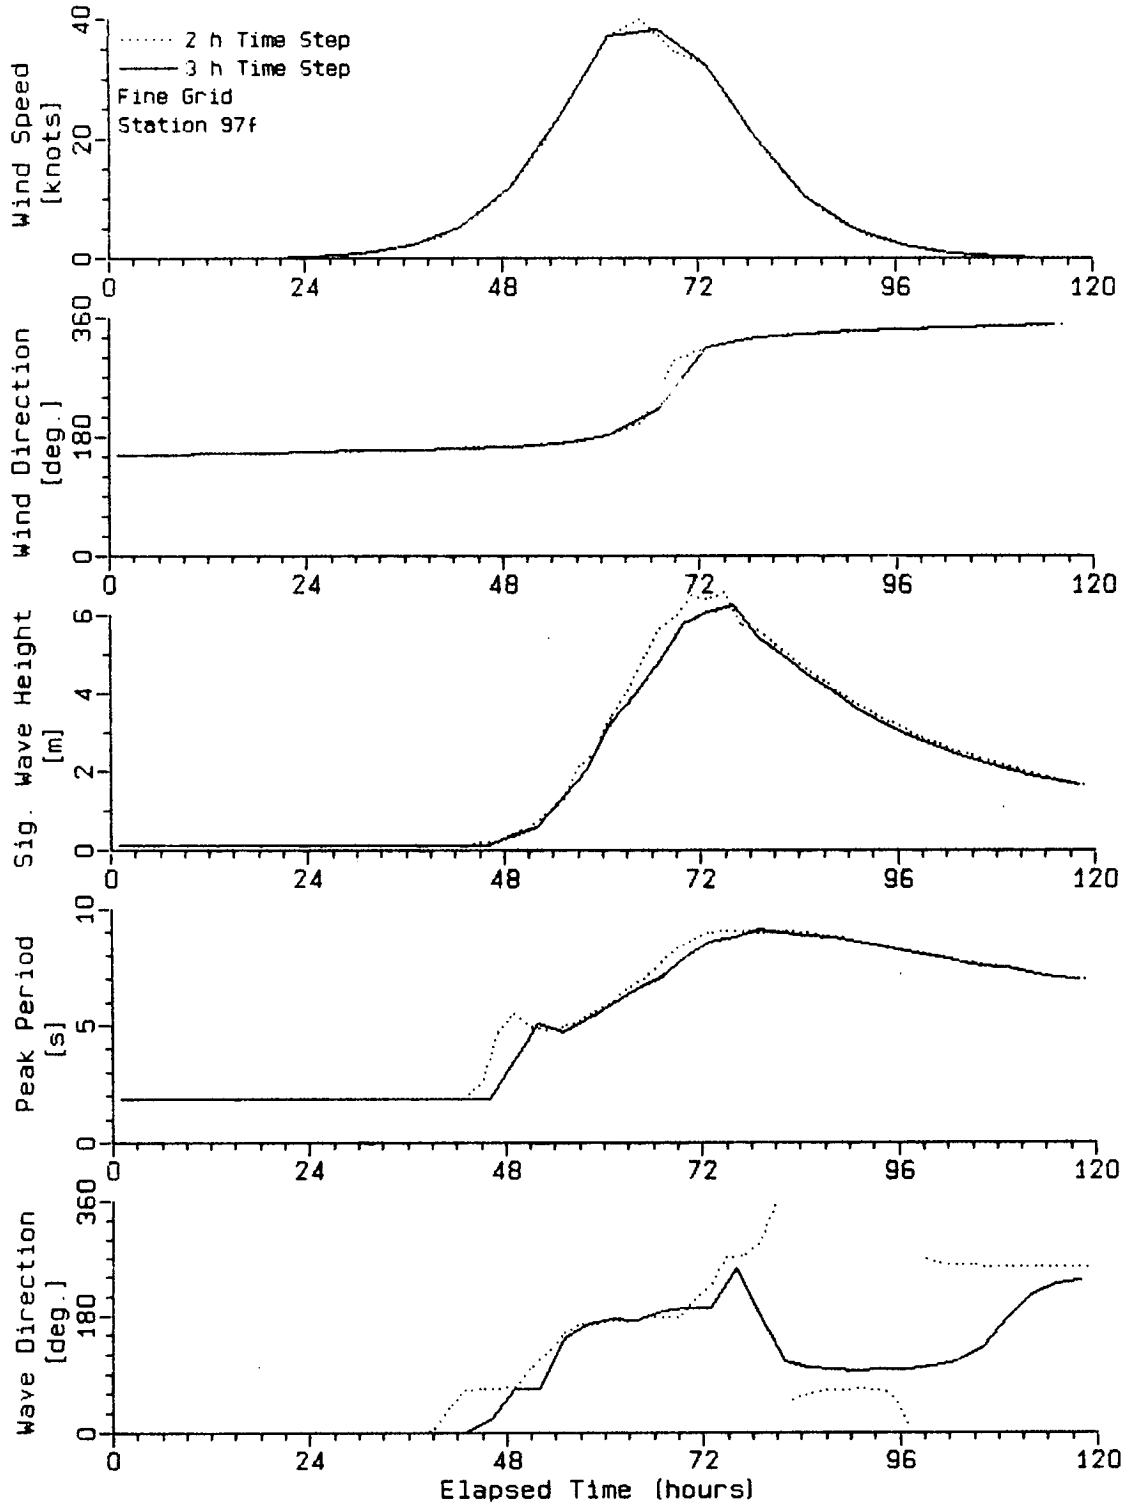 40
20
0
Wind Speed
[knots]
2 h Time Step
3 h Time Step
Fine Grid
Station 97f
0 24 48 72 96 120
360
180
0
Wind Direction
[deg.]
0 24 48 72 96 120
6
4
2
0
Sig. Wave Height
[m]
0 24 48 72 96 120
10
5
0
Peak Period
[s]
0 24 48 72 96 120
360
180
0
Wave Direction
[deg.]
0 24 48 72 96 120
Elapsed Time (hours)